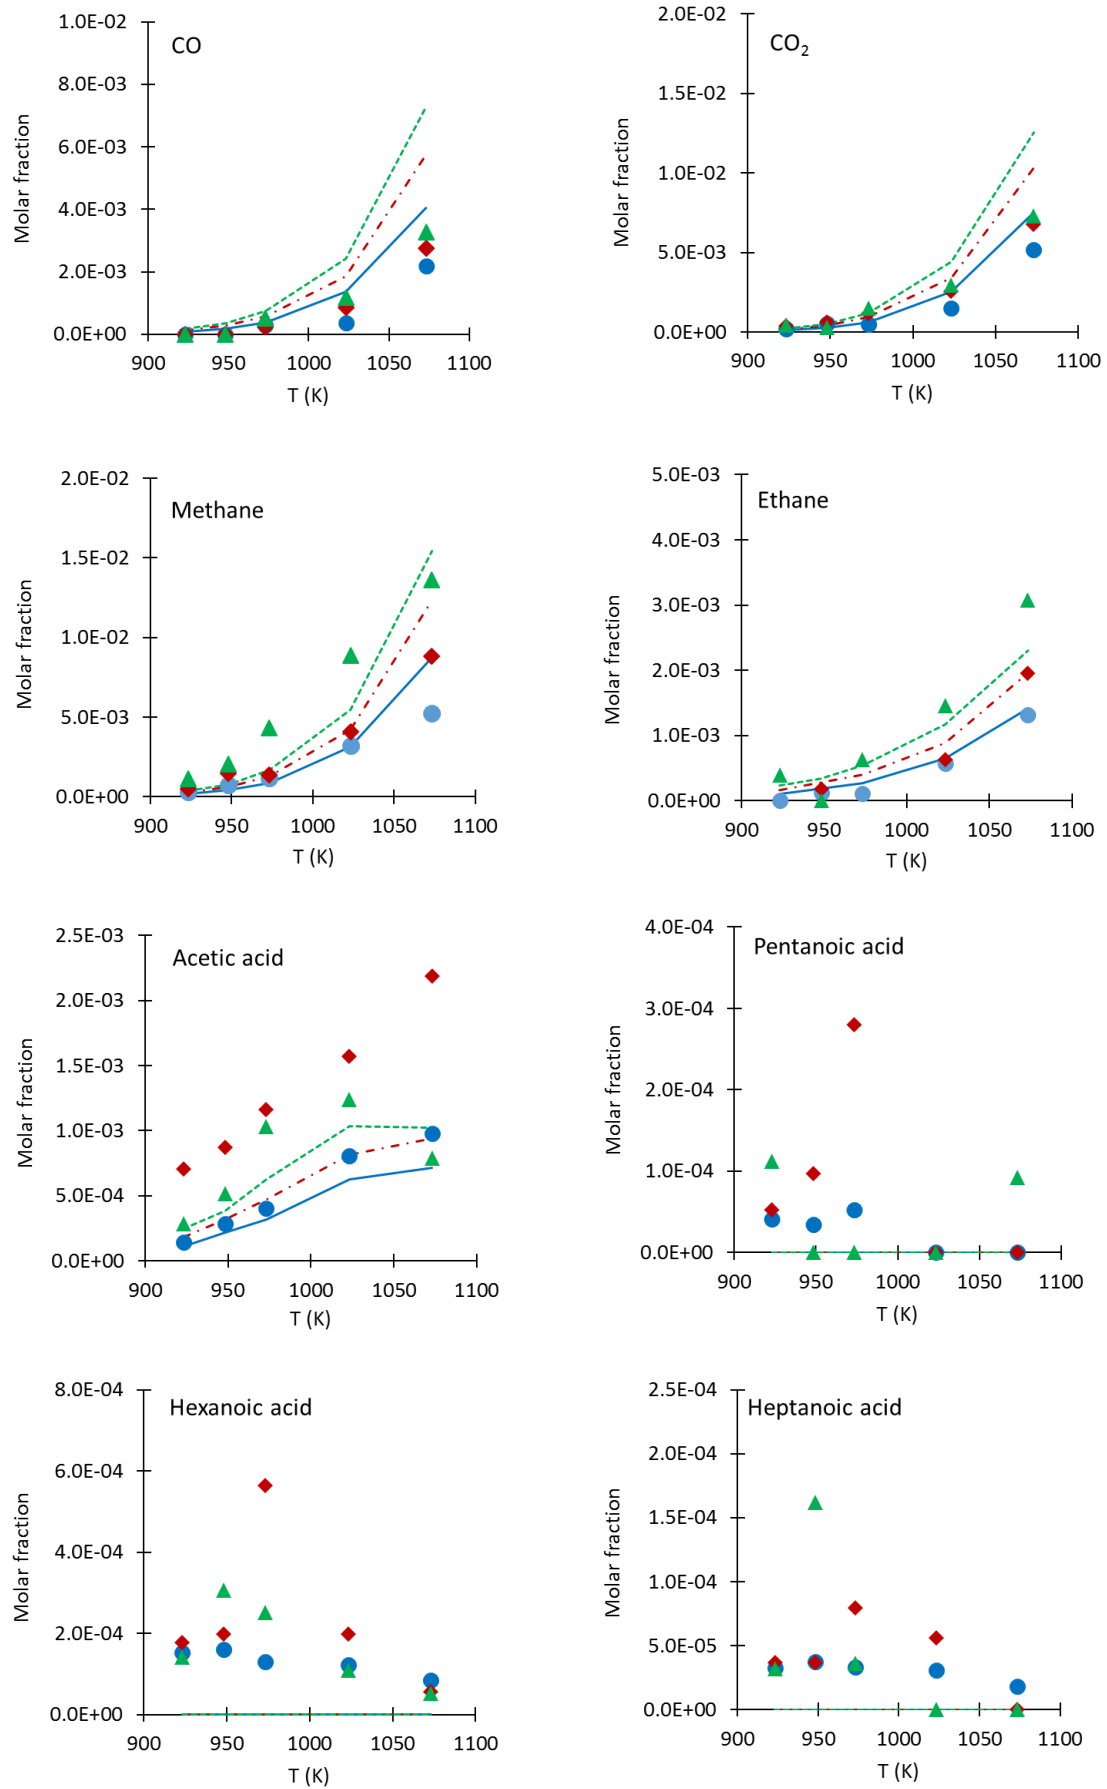 CO
Molar fraction
1.0E-02
8.0E-03
6.0E-03
4.0E-03
2.0E-03
0.0E+00
900 950 1000 1050 1100
T (K)
CO₂
Molar fraction
2.0E-02
1.5E-02
1.0E-02
5.0E-03
0.0E+00
900 950 1000 1050 1100
T (K)
Methane
Molar fraction
2.0E-02
1.5E-02
1.0E-02
5.0E-03
0.0E+00
900 950 1000 1050 1100
T (K)
Ethane
Molar fraction
5.0E-03
4.0E-03
3.0E-03
2.0E-03
1.0E-03
0.0E+00
900 950 1000 1050 1100
T (K)
Acetic acid
Molar fraction
2.5E-03
2.0E-03
1.5E-03
1.0E-03
5.0E-04
0.0E+00
900 950 1000 1050 1100
T (K)
Pentanoic acid
Molar fraction
4.0E-04
3.0E-04
2.0E-04
1.0E-04
0.0E+00
900 950 1000 1050 1100
T (K)
Hexanoic acid
Molar fraction
8.0E-04
6.0E-04
4.0E-04
2.0E-04
0.0E+00
900 950 1000 1050 1100
T (K)
Heptanoic acid
Molar fraction
2.5E-04
2.0E-04
1.5E-04
1.0E-04
5.0E-05
0.0E+00
900 950 1000 1050 1100
T (K)